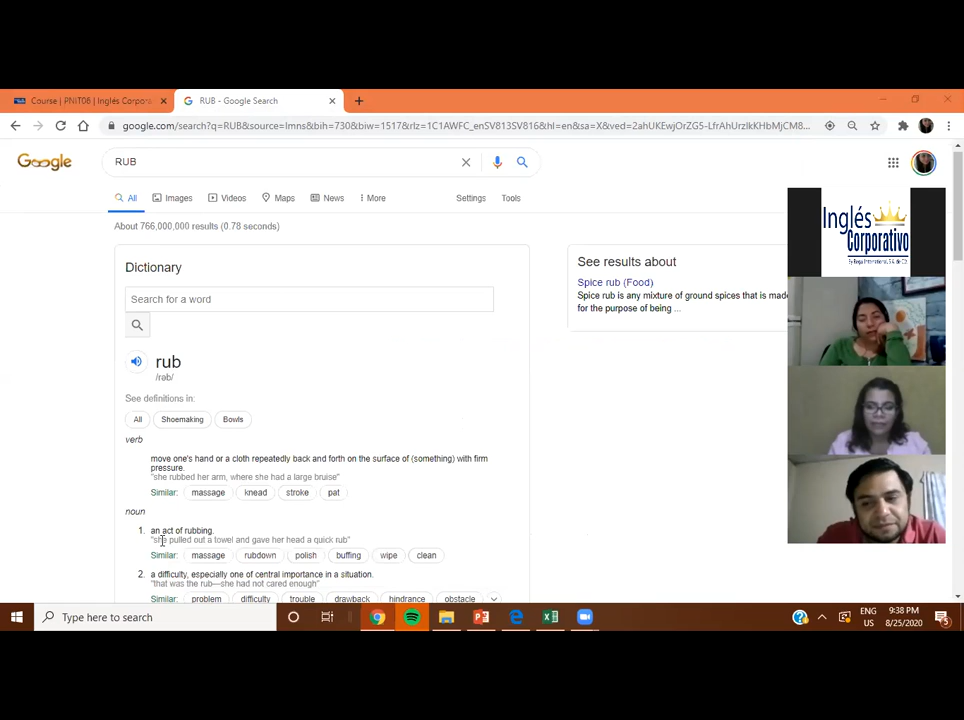 Course | PNIT06 | Inglés Corpora
RUB - Google Search
google.com/search?q=RUB&source=lmns&bih=730&biw=1517&rlz=1C1AWFC_enSV813SV816&hl=en&sa=X&ved=2ahUKEwjOrZG5-LfrAhUrzIkKHbMjCM8...
Google
RUB
All Images Videos Maps News More Settings Tools
About 766,000,000 results (0.78 seconds)
Dictionary
Search for a word
rub
/rəb/
See definitions in:
All Shoemaking Bowls
verb
move one's hand or a cloth repeatedly back and forth on the surface of (something) with firm
pressure.
"she rubbed her arm, where she had a large bruise"
Similar: massage knead stroke pat
noun
1. an act of rubbing.
"she pulled out a towel and gave her head a quick rub"
Similar: massage rubdown polish buffing wipe clean
2. a difficulty, especially one of central importance in a situation.
"that was the rub—she had not cared enough"
Similar: problem difficulty trouble drawback hindrance obstacle
See results about
Spice rub (Food)
Spice rub is any mixture of ground spices that is made
for the purpose of being ...
Inglés
Corporativo
Type here to search
ENG
US
9:38 PM
8/25/2020
5